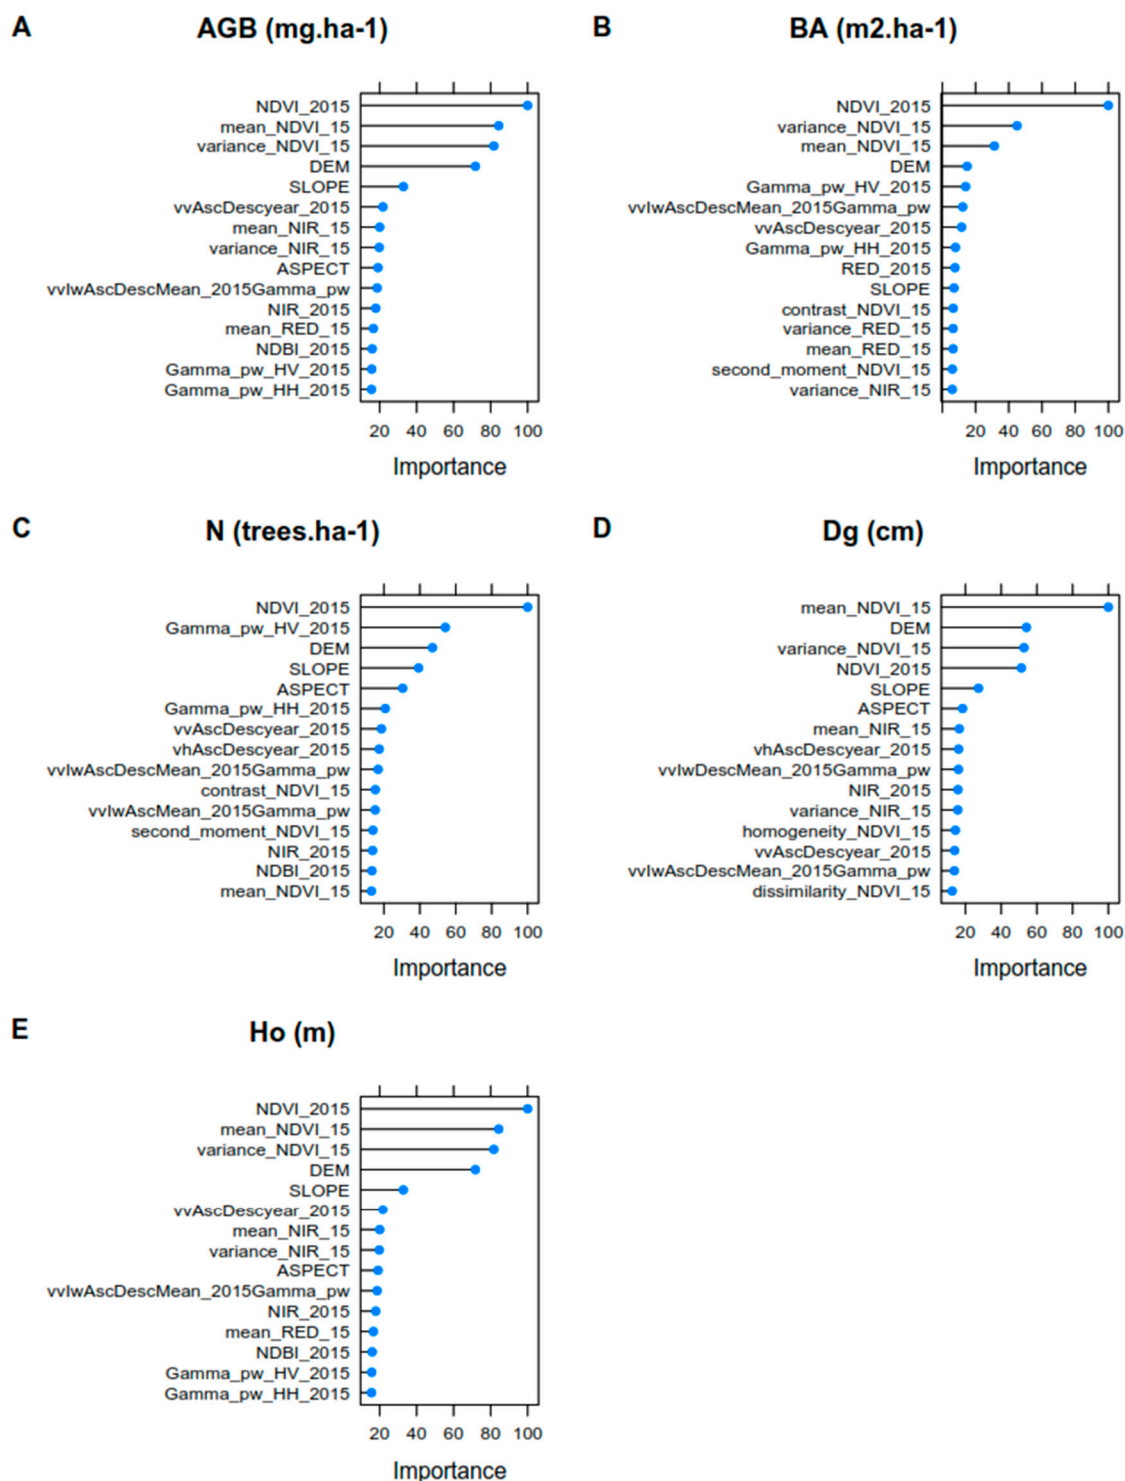 A AGB (mg.ha-1)
NDVI_2015
mean_NDVI_15
variance_NDVI_15
DEM
SLOPE
vvAscDescyear_2015
mean_NIR_15
variance_NIR_15
ASPECT
vvIwAscDescMean_2015Gamma_pw
NIR_2015
mean_RED_15
NDBI_2015
Gamma_pw_HV_2015
Gamma_pw_HH_2015
20 40 60 80 100
Importance
B BA (m2.ha-1)
NDVI_2015
variance_NDVI_15
mean_NDVI_15
DEM
Gamma_pw_HV_2015
vvIwAscDescMean_2015Gamma_pw
vvAscDescyear_2015
Gamma_pw_HH_2015
RED_2015
SLOPE
contrast_NDVI_15
variance_RED_15
mean_RED_15
second_moment_NDVI_15
variance_NIR_15
20 40 60 80 100
Importance
C N (trees.ha-1)
NDVI_2015
Gamma_pw_HV_2015
DEM
SLOPE
ASPECT
Gamma_pw_HH_2015
vvAscDescyear_2015
vhAscDescyear_2015
vvIwAscDescMean_2015Gamma_pw
contrast_NDVI_15
vvIwAscMean_2015Gamma_pw
second_moment_NDVI_15
NIR_2015
NDBI_2015
mean_NDVI_15
20 40 60 80 100
Importance
D Dg (cm)
mean_NDVI_15
DEM
variance_NDVI_15
NDVI_2015
SLOPE
ASPECT
mean_NIR_15
vhAscDescyear_2015
vvIwDescMean_2015Gamma_pw
NIR_2015
variance_NIR_15
homogeneity_NDVI_15
vvAscDescyear_2015
vvIwAscDescMean_2015Gamma_pw
dissimilarity_NDVI_15
20 40 60 80 100
Importance
E Ho (m)
NDVI_2015
mean_NDVI_15
variance_NDVI_15
DEM
SLOPE
vvAscDescyear_2015
mean_NIR_15
variance_NIR_15
ASPECT
vvIwAscDescMean_2015Gamma_pw
NIR_2015
mean_RED_15
NDBI_2015
Gamma_pw_HV_2015
Gamma_pw_HH_2015
20 40 60 80 100
Importance